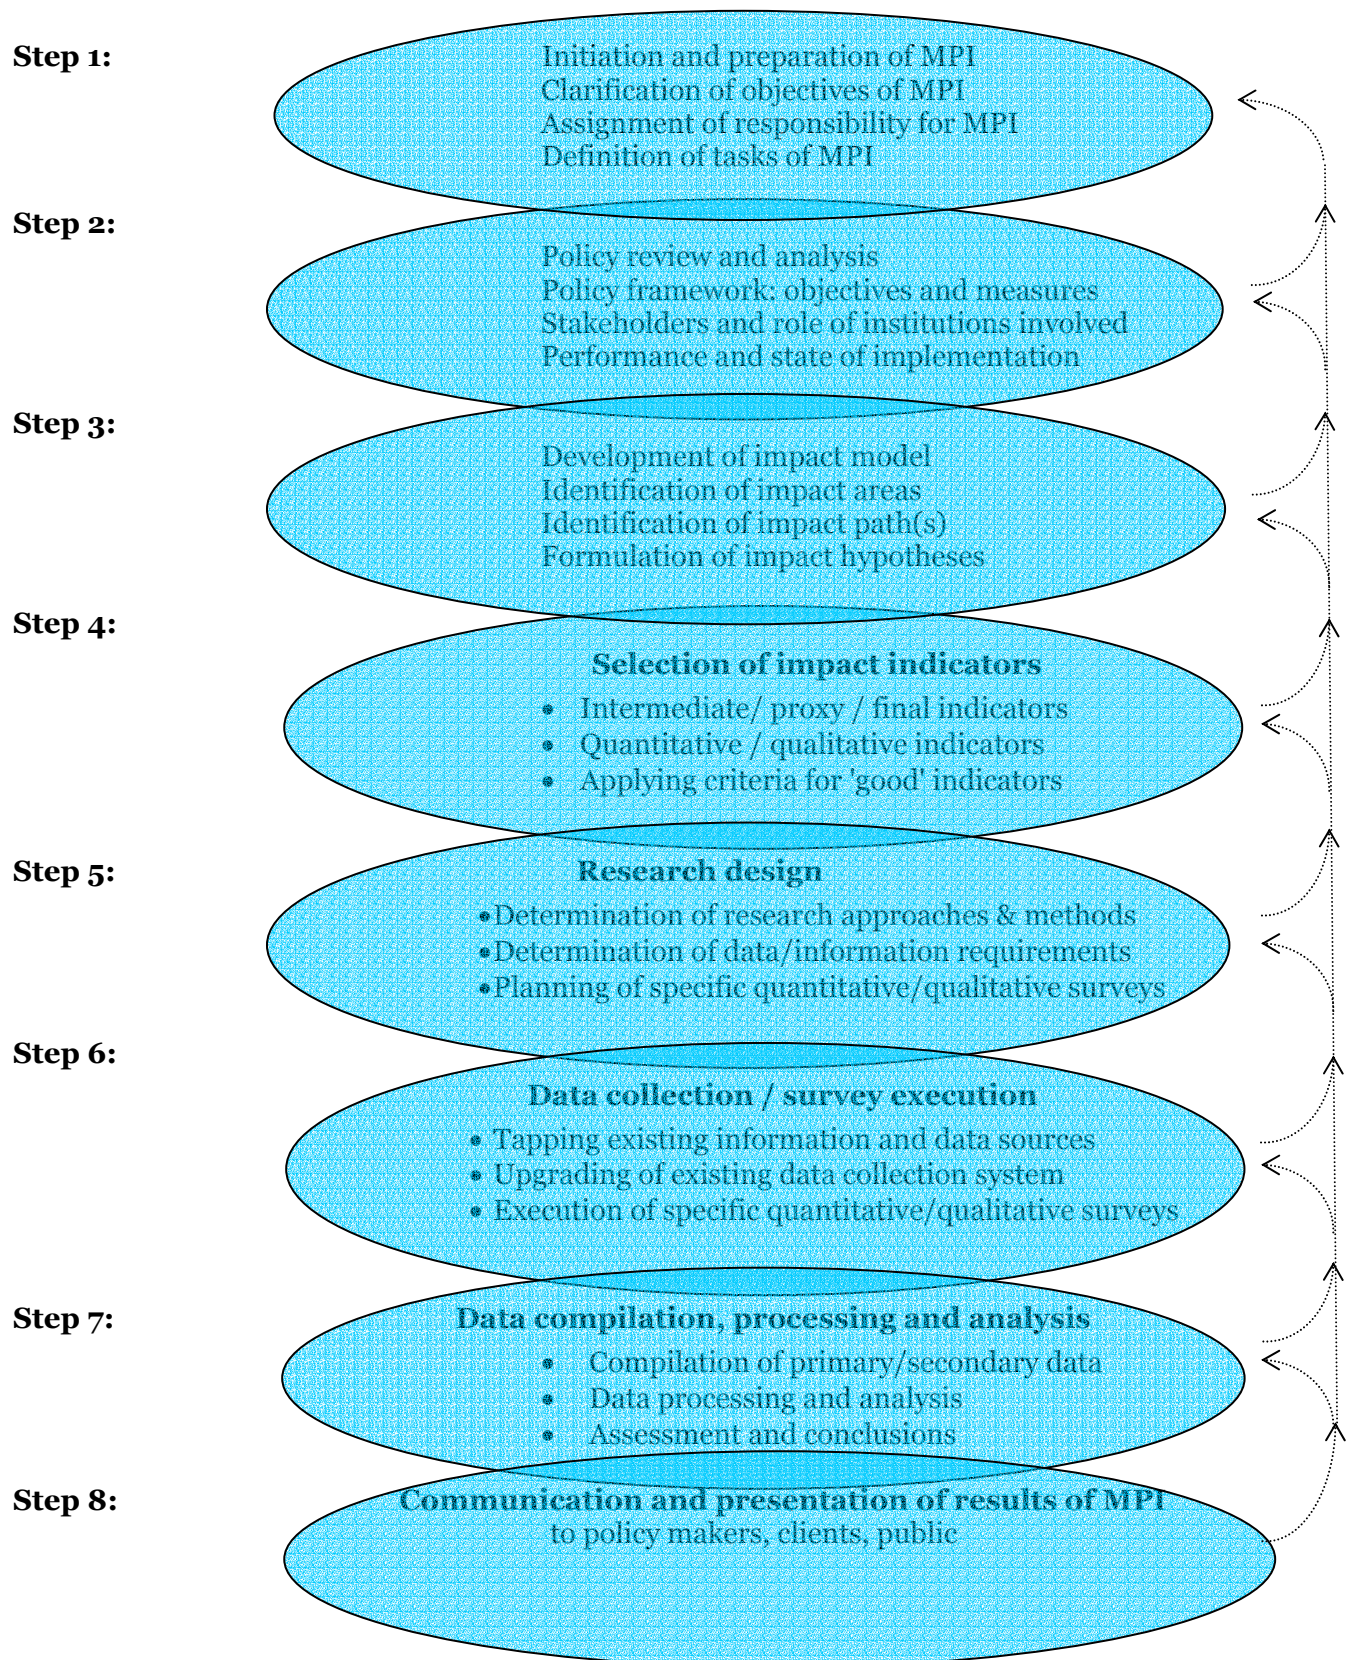 Step 1:
Initiation and preparation of MPI
Clarification of objectives of MPI
Assignment of responsibility for MPI
Definition of tasks of MPI
Step 2:
Policy review and analysis
Policy framework: objectives and measures
Stakeholders and role of institutions involved
Performance and state of implementation
Step 3:
Development of impact model
Identification of impact areas
Identification of impact path(s)
Formulation of impact hypotheses
Step 4:
Selection of impact indicators
• Intermediate/ proxy / final indicators
• Quantitative / qualitative indicators
• Applying criteria for 'good' indicators
Step 5:
Research design
•Determination of research approaches & methods
•Determination of data/information requirements
•Planning of specific quantitative/qualitative surveys
Step 6:
Data collection / survey execution
• Tapping existing information and data sources
• Upgrading of existing data collection system
• Execution of specific quantitative/qualitative surveys
Step 7:
Data compilation, processing and analysis
• Compilation of primary/secondary data
• Data processing and analysis
• Assessment and conclusions
Step 8:
Communication and presentation of results of MPI
to policy makers, clients, public